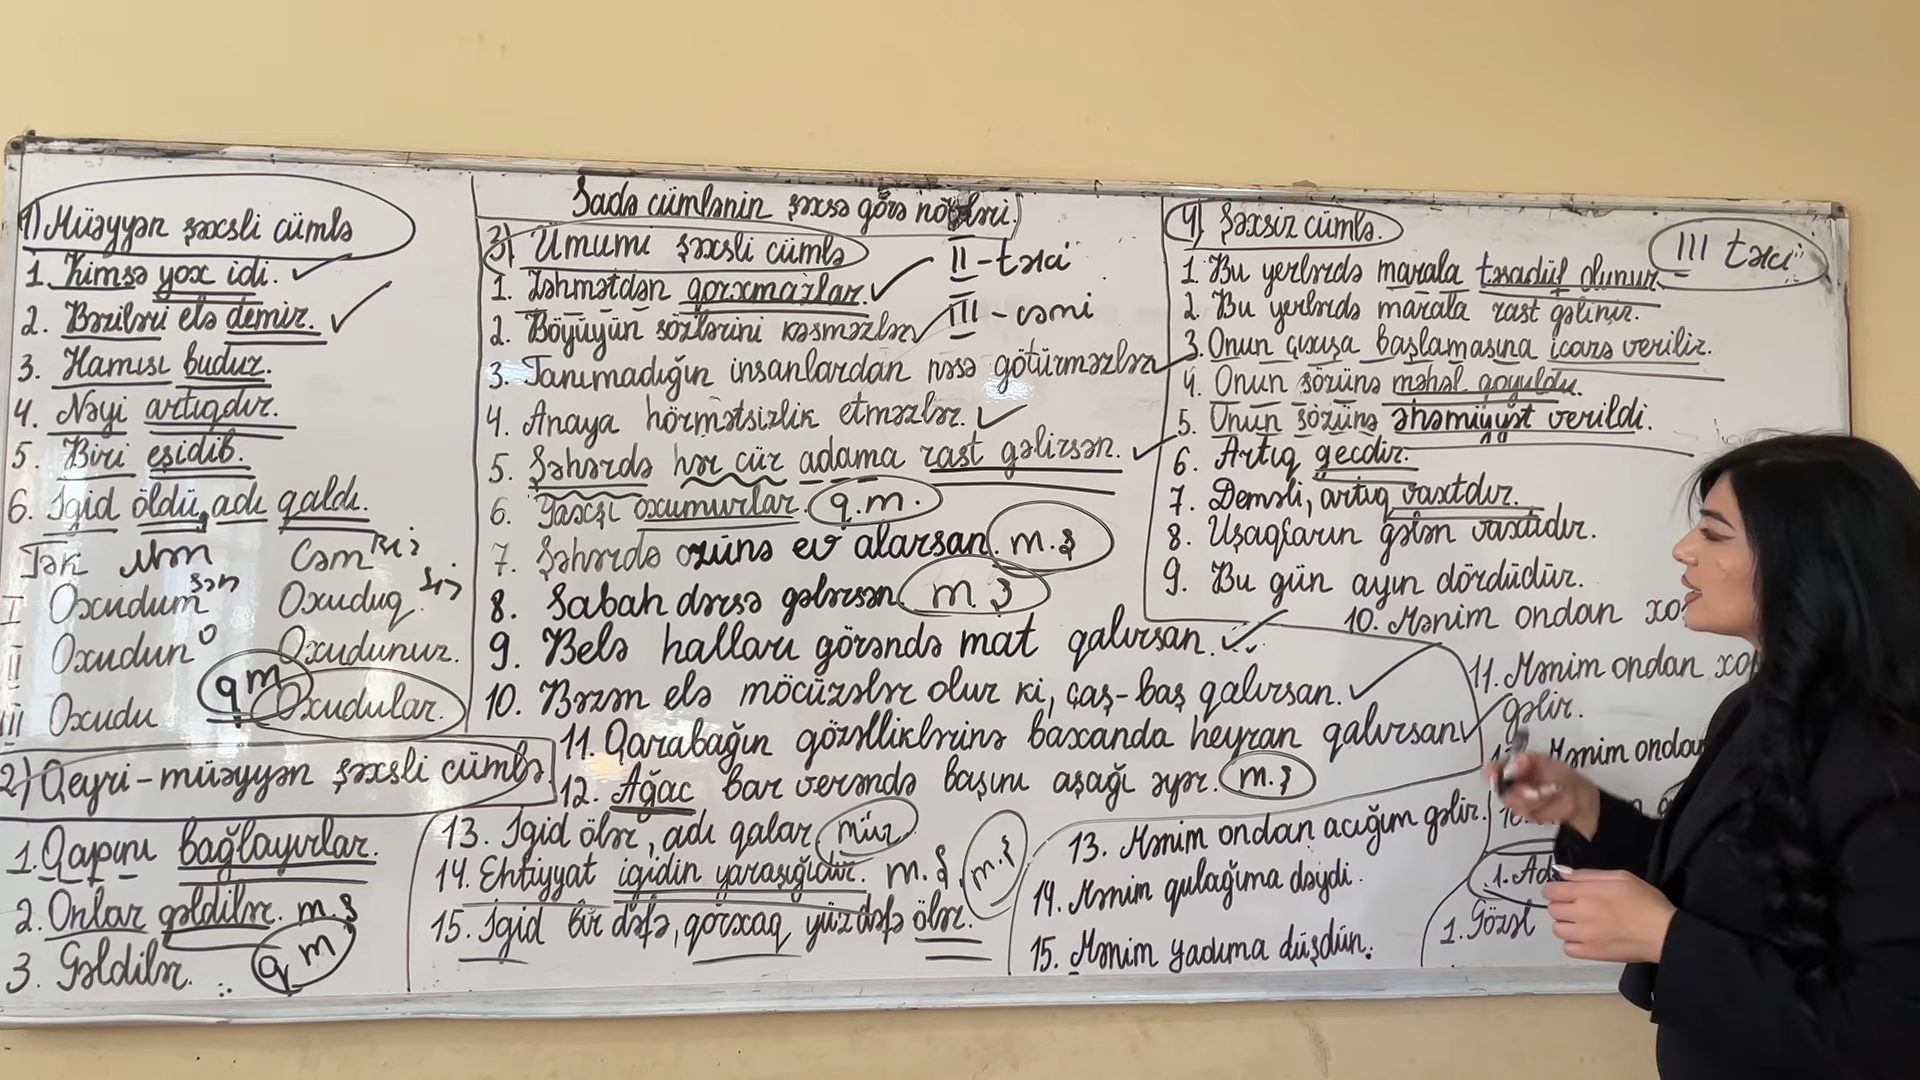 Sadə cümlənin şəxsə görə növləri.
1) Müəyyən şəxsli cümlə
1. Kimsə yox idi. ✓
2. Bəziləri elə demir. ✓
3. Hamısı budur.
4. Nəyi artıqdır.
5. Biri eşidib.
6. İgid öldü, adı qaldı.
Tək Mən Cəm Biz
I Oxudum sən Oxuduq. Siz
II Oxudun o Oxudunuz.
III Oxudu q m Oxudular.
2) Qeyri-müəyyən şəxsli cümlə.
1. Qapını bağlayırlar.
2. Onlar gəldilər. m.ş
3. Gəldilər. q m
3) Ümumi şəxsli cümlə
II - təkci
III - cəmi
1. Zəhmətdən qorxmazlar. ✓
2. Böyüyün sözlərini kəsməzlər ✓
3. Tanımadığın insanlardan nəsə götürməzlər ✓
4. Anaya hörmətsizlik etməzlər. ✓
5. Şəhərdə hər cür adama rast gəlirsən. ✓
6. Yaxşı oxumurlar. q.m.
7. Şəhərdə özünə ev alarsan. m.ş
8. Sabah dərsə gələrsən. m.ş
9. Belə halları görəndə mat qalırsan. ✓
10. Bəzən elə möcüzələr olur ki, çaş-baş qalırsan. ✓
11. Qarabağın gözəlliklərinə baxanda heyran qalırsan ✓
12. Ağac bar verəndə başını aşağı əyər. m.ş
13. İgid ölər, adı qalar müz
14. Ehtiyyat igidin yaraşığıdır. m.ş. m.ş
15. İgid bir dəfə, qorxaq yüz dəfə ölər.
4) Şəxsiz cümlə.
III təkci
1. Bu yerlərdə marala təsadüf olunur.
2. Bu yerlərdə marala rast gəlinir.
3. Onun çıxışa başlamasına icazə verilir.
4. Onun sözünə məhəl qoyuldu.
5. Onun sözünə əhəmiyyət verildi.
6. Artıq gecdir.
7. Deməli, artıq vaxtdır.
8. Uşaqların gələn vaxtıdır.
9. Bu gün ayın dördüdür.
10. Mənim ondan
11. Mənim ondan
gəlir.
Mənim ondan
13. Mənim ondan acığım gəlir.
14. Mənim qulağıma dəydi.
15. Mənim yadıma düşdün.
1. Gözəl